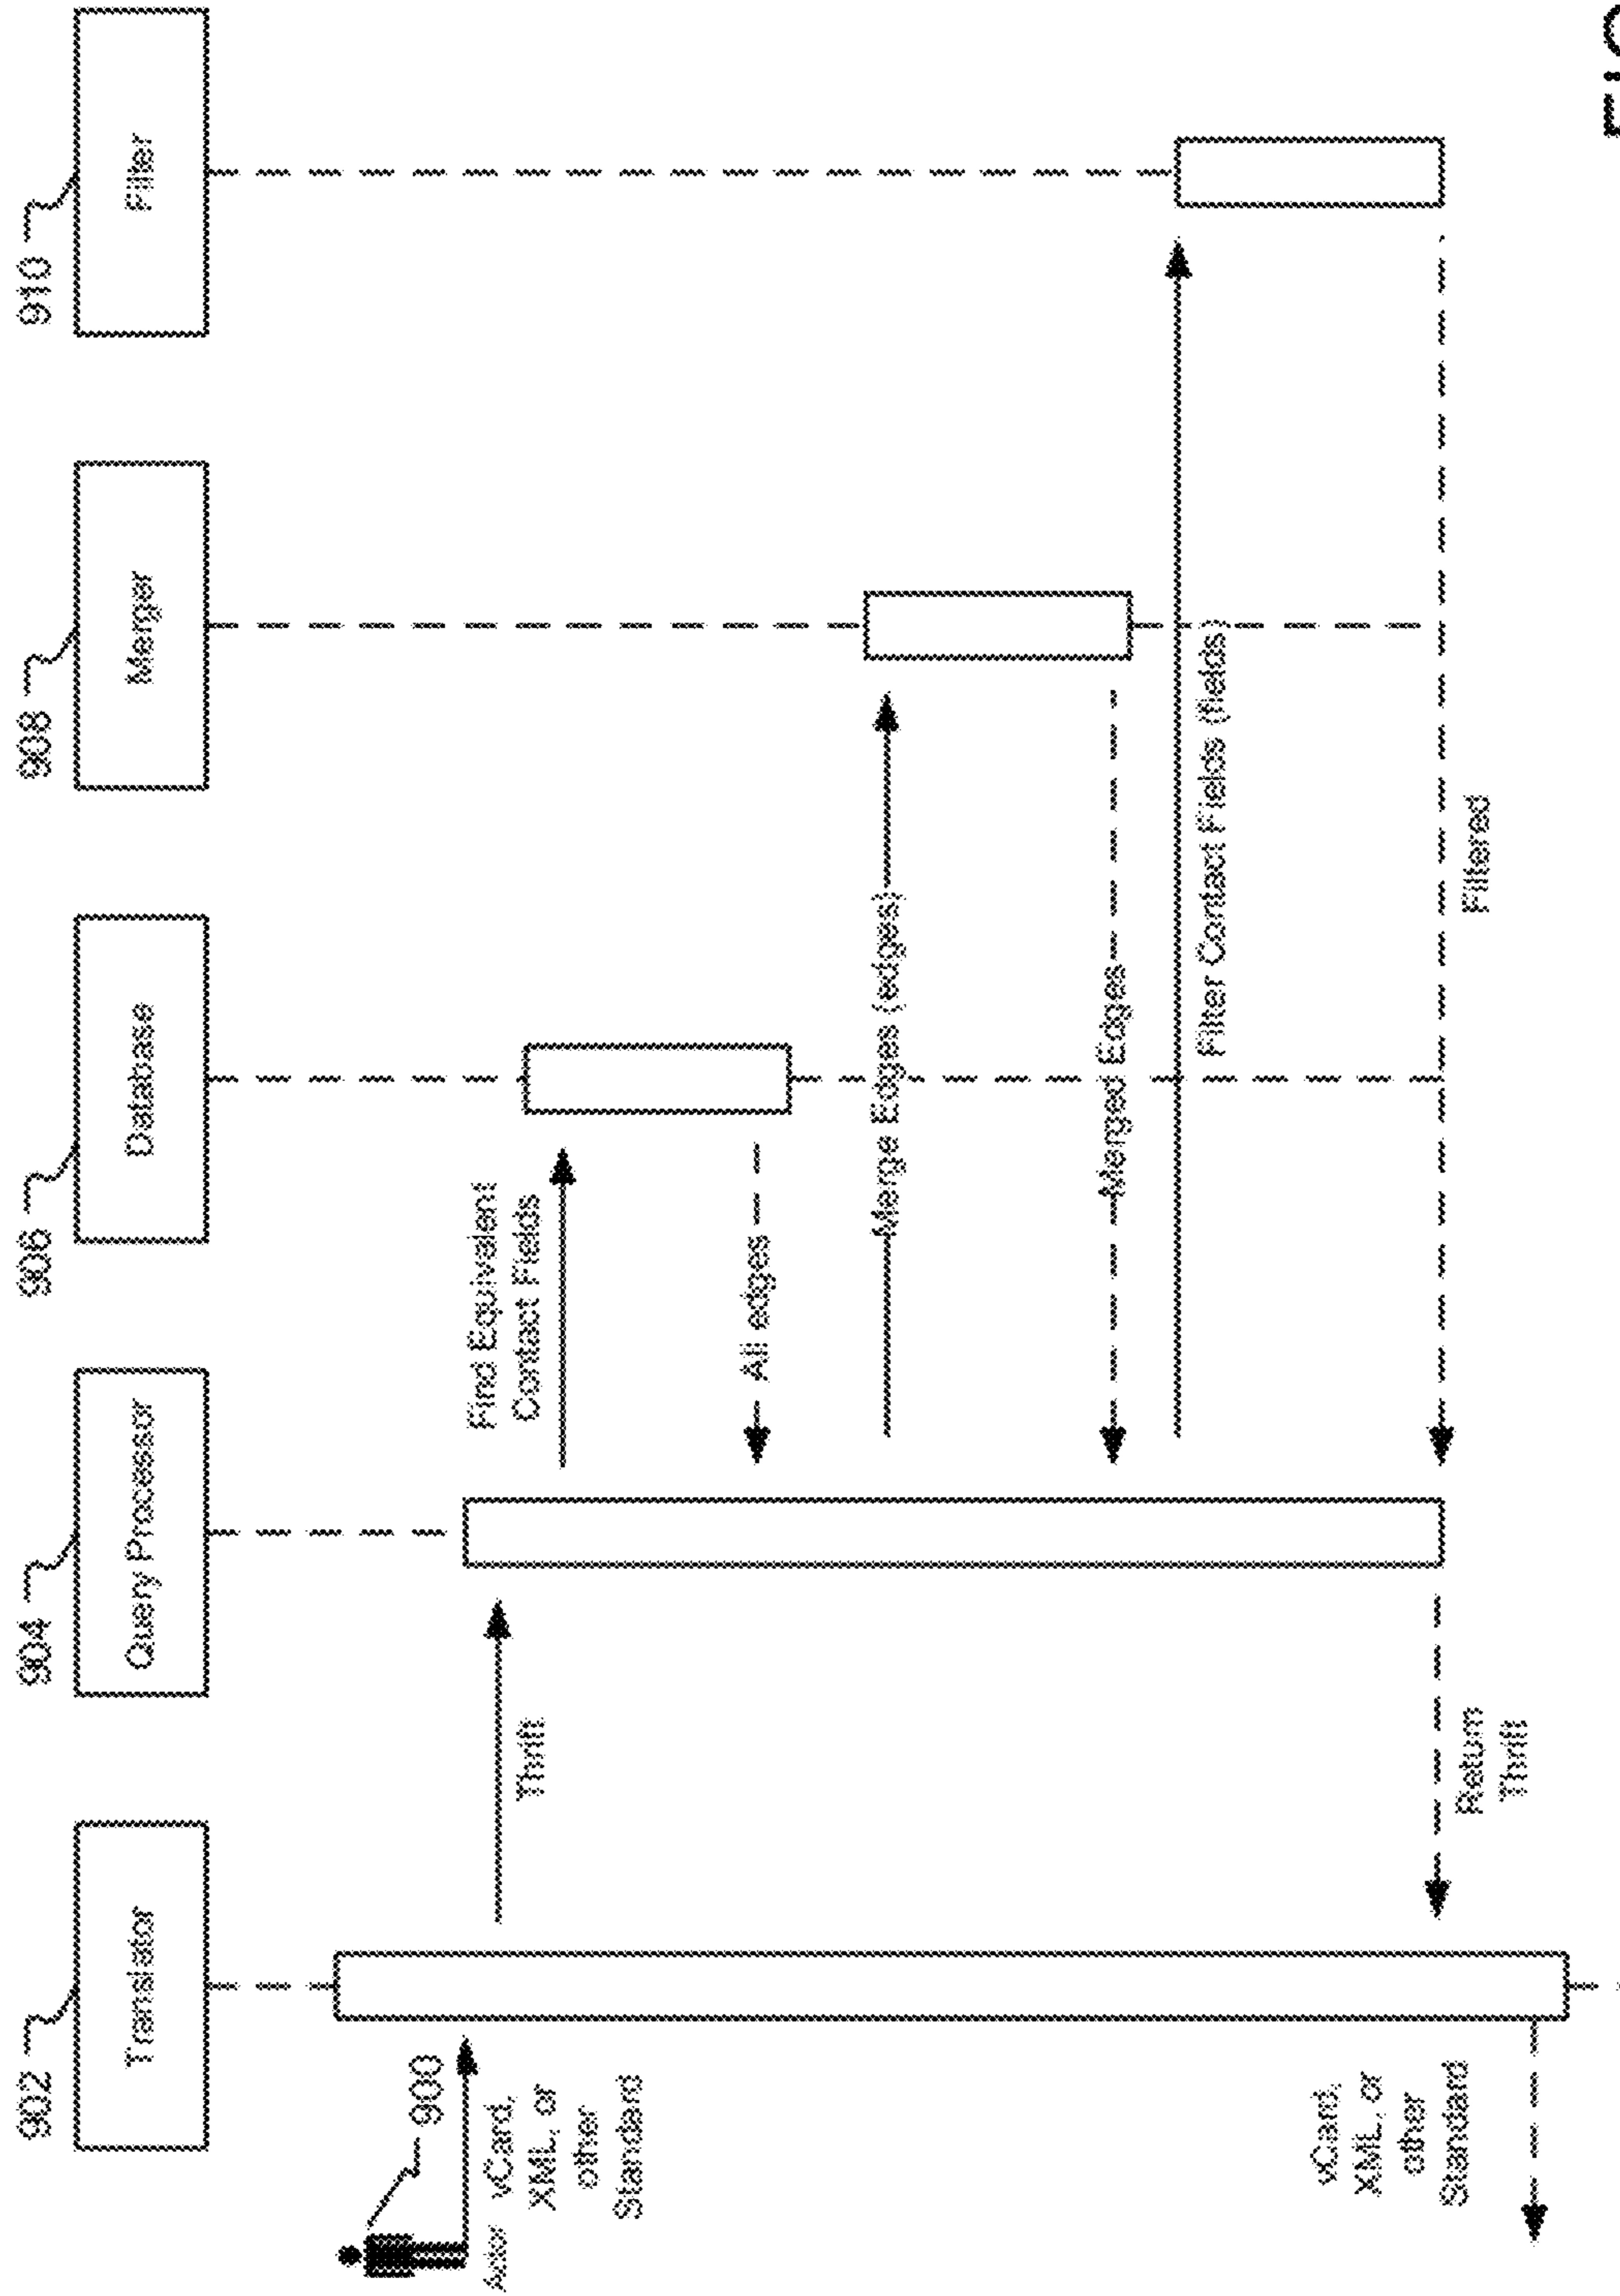 902
904
906
908
910
Translator
Query Processor
Database
Merger
Filter
900
Actor
vCard,
XML, or
other
Standard
Thrift
Find Equivalent
Contact Fields
All edges
Merge Edges (edges)
Merged Edges
Filter Contact Fields (fields)
Filtered
Return
Thrift
vCard,
XML, or
other
Standard